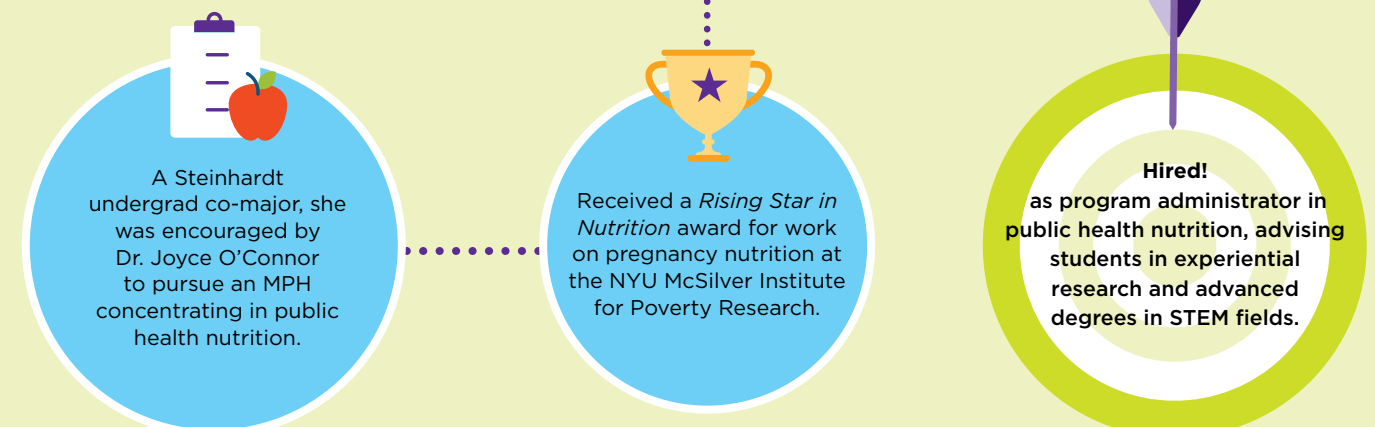 A Steinhardt
undergrad co-major, she
was encouraged by
Dr. Joyce O’Connor
to pursue an MPH
concentrating in public
health nutrition.
Received a Rising Star in
Nutrition award for work
on pregnancy nutrition at
the NYU McSilver Institute
for Poverty Research.
Hired!
as program administrator in
public health nutrition, advising
students in experiential
research and advanced
degrees in STEM fields.